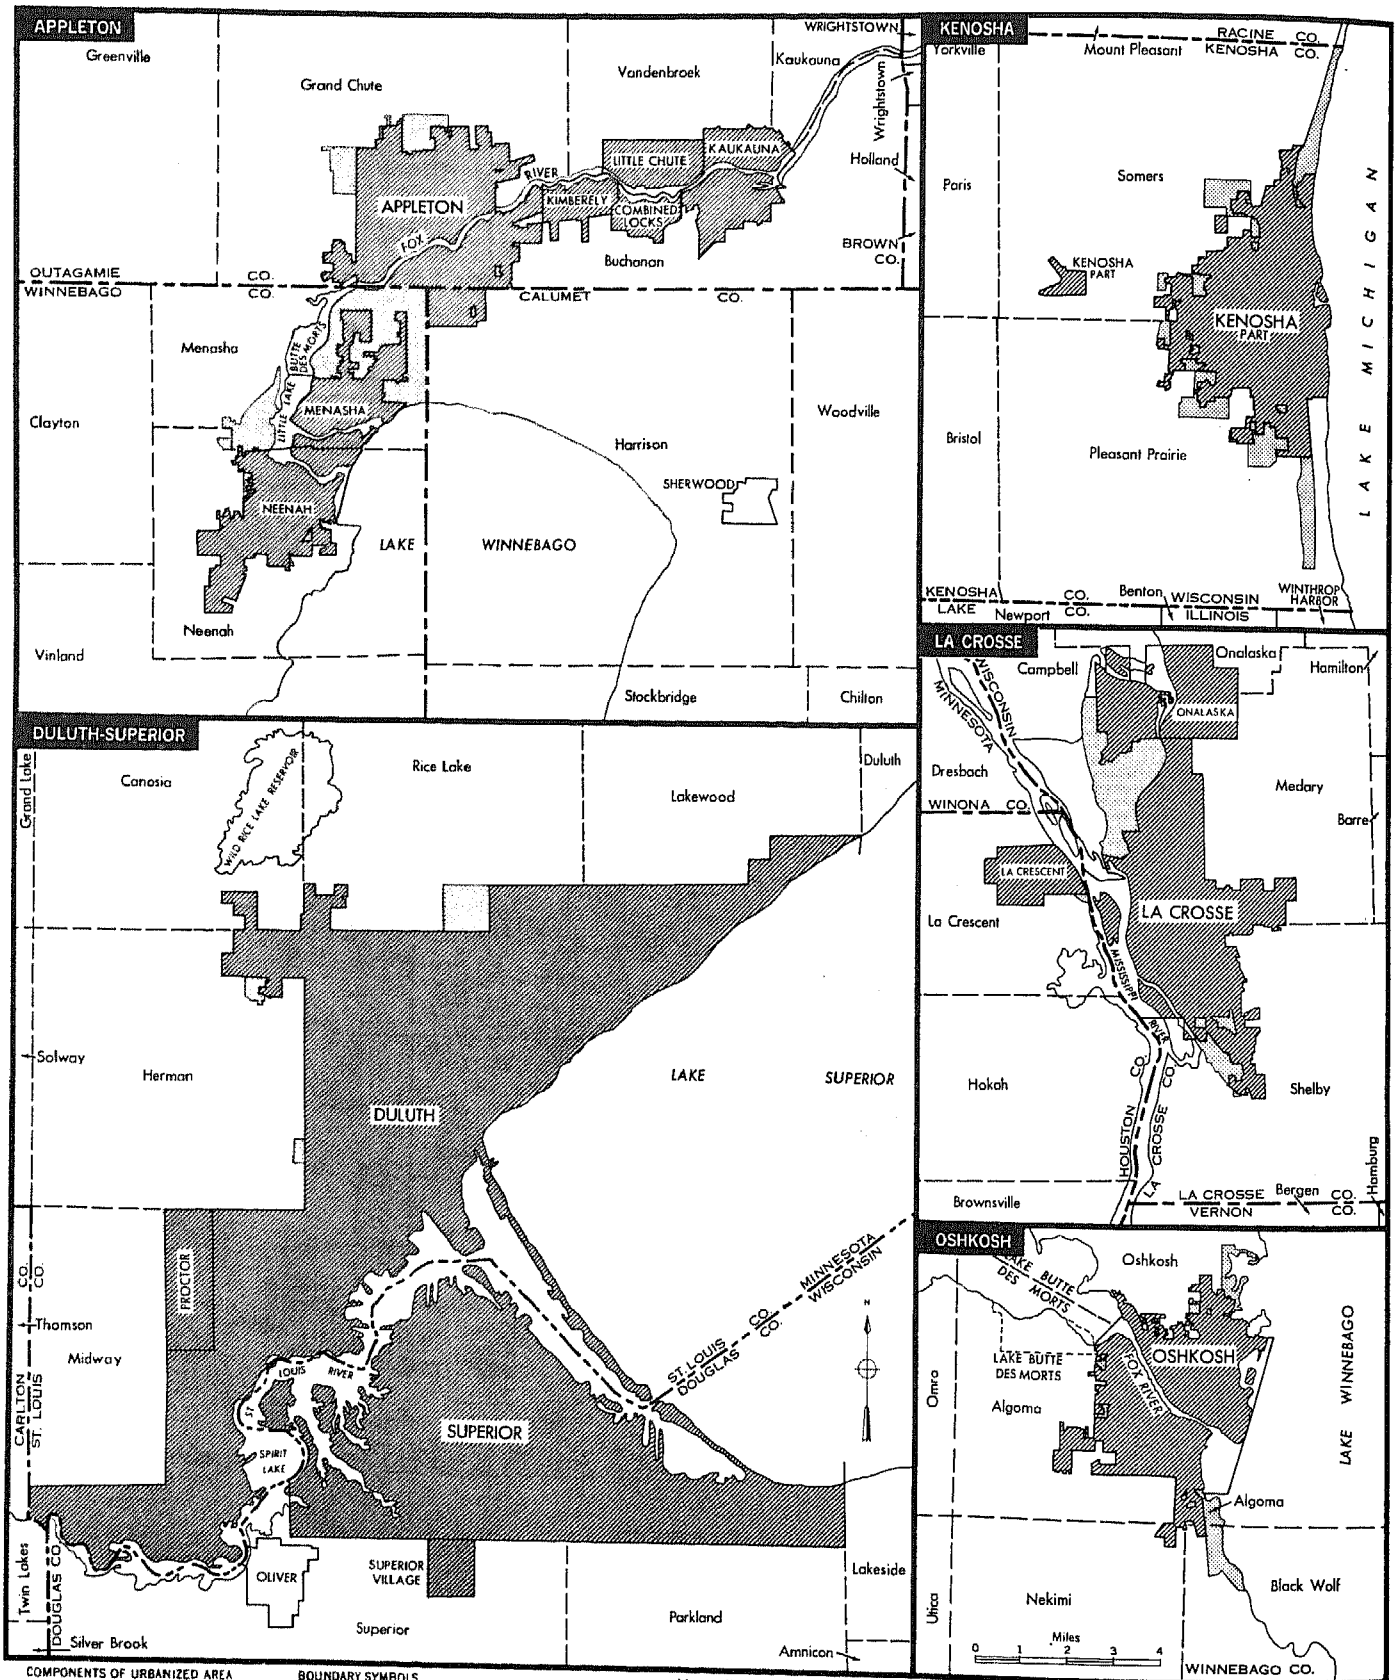 APPLETON
Greenville
Grand Chute
Vandenbroek
WRIGHTSTOWN
Kaukauna
Wrightstown
Holland
BROWN
CO.
LITTLE CHUTE
KAUKAUNA
RIVER
KIMBERELY
COMBINED
LOCKS
APPLETON
FOX
Buchanan
OUTAGAMIE CO.
WINNEBAGO CO.
CALUMET CO.
Menasha
LITTLE LAKE
BUTTE
DES MORTS
MENASHA
Clayton
Harrison
Woodville
SHERWOOD
NEENAH
LAKE WINNEBAGO
Neenah
Vinland
Stockbridge
Chilton
KENOSHA
RACINE CO.
KENOSHA CO.
Yorkville
Mount Pleasant
Paris
Somers
KENOSHA
PART
KENOSHA
PART
LAKE MICHIGAN
Bristol
Pleasant Prairie
KENOSHA CO.
LAKE CO.
Newport
Benton
WISCONSIN
ILLINOIS
WINTHROP
HARBOR
DULUTH-SUPERIOR
Grand Lake
Canosia
WILD RICE LAKE RESERVOIR
Rice Lake
Lakewood
Duluth
Solway
Herman
LAKE SUPERIOR
DULUTH
PROCTOR
CO.
CO.
Thomson
Midway
CARLTON
ST. LOUIS
ST. LOUIS RIVER
SPIRIT
LAKE
SUPERIOR
MINNESOTA
WISCONSIN
ST. LOUIS CO.
DOUGLAS CO.
N
Twin Lakes
DOUGLAS CO.
OLIVER
SUPERIOR
VILLAGE
Superior
Parkland
Lakeside
Amnicon
Silver Brook
LA CROSSE
WISCONSIN
MINNESOTA
Campbell
Onalaska
Hamilton
ONALASKA
Dresbach
WINONA CO.
Medary
Barre
LA CRESCENT
LA CROSSE
La Crescent
MISSISSIPPI
RIVER
Hokah
CO.
CO.
HOUSTON
LA CROSSE
Shelby
Hamburg
Brownsville
LA CROSSE CO.
VERNON CO.
Bergen
OSHKOSH
LAKE BUTTE
DES MORTS
Oshkosh
LAKE BUTTE
DES MORTS
OSHKOSH
FOX RIVER
Omro
Algoma
LAKE WINNEBAGO
Algoma
Utica
Nekimi
Black Wolf
Miles
0 1 2 3 4
WINNEBAGO CO.
COMPONENTS OF URBANIZED AREA
BOUNDARY SYMBOLS